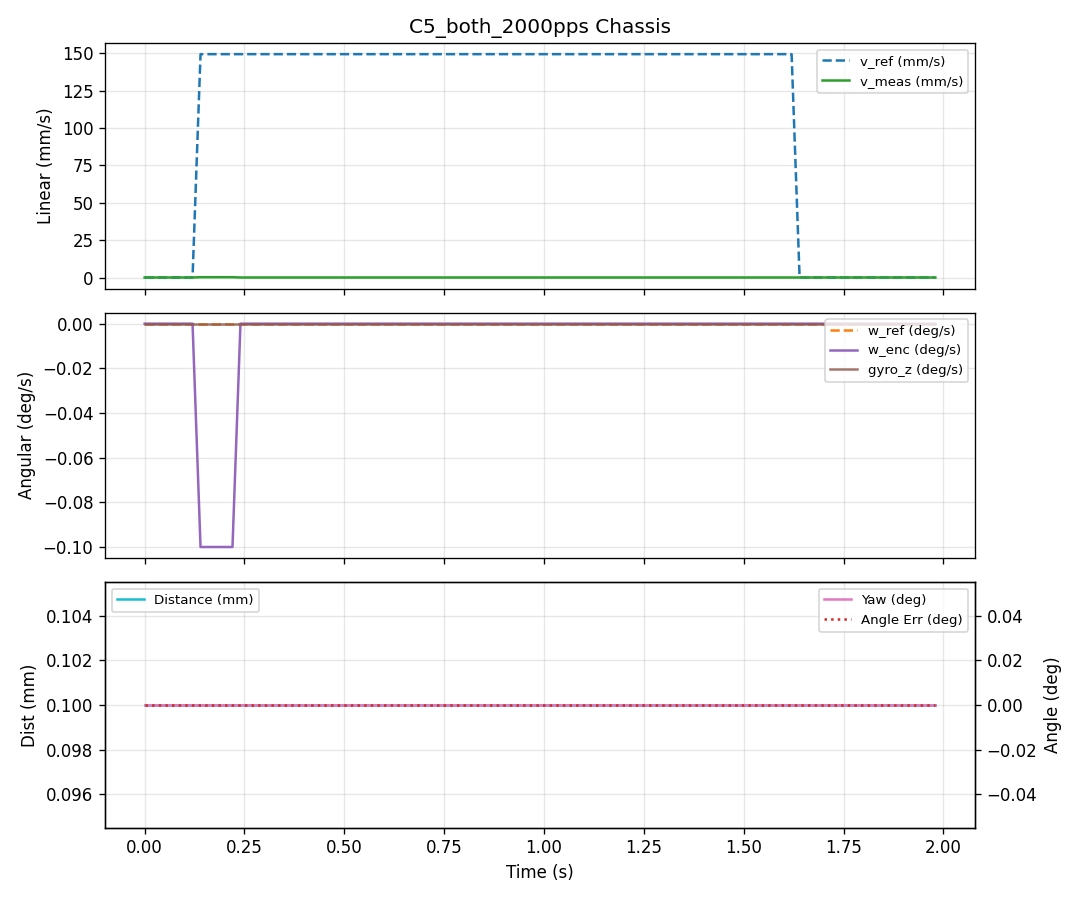 C5_both_2000pps Chassis
150
125
100
75
50
25
0
Linear (mm/s)
v_ref (mm/s)
v_meas (mm/s)
0.00
−0.02
−0.04
−0.06
−0.08
−0.10
Angular (deg/s)
w_ref (deg/s)
w_enc (deg/s)
gyro_z (deg/s)
0.104
0.102
0.100
0.098
0.096
Dist (mm)
Distance (mm)
Yaw (deg)
Angle Err (deg)
0.04
0.02
0.00
−0.02
−0.04
Angle (deg)
0.00 0.25 0.50 0.75 1.00 1.25 1.50 1.75 2.00
Time (s)